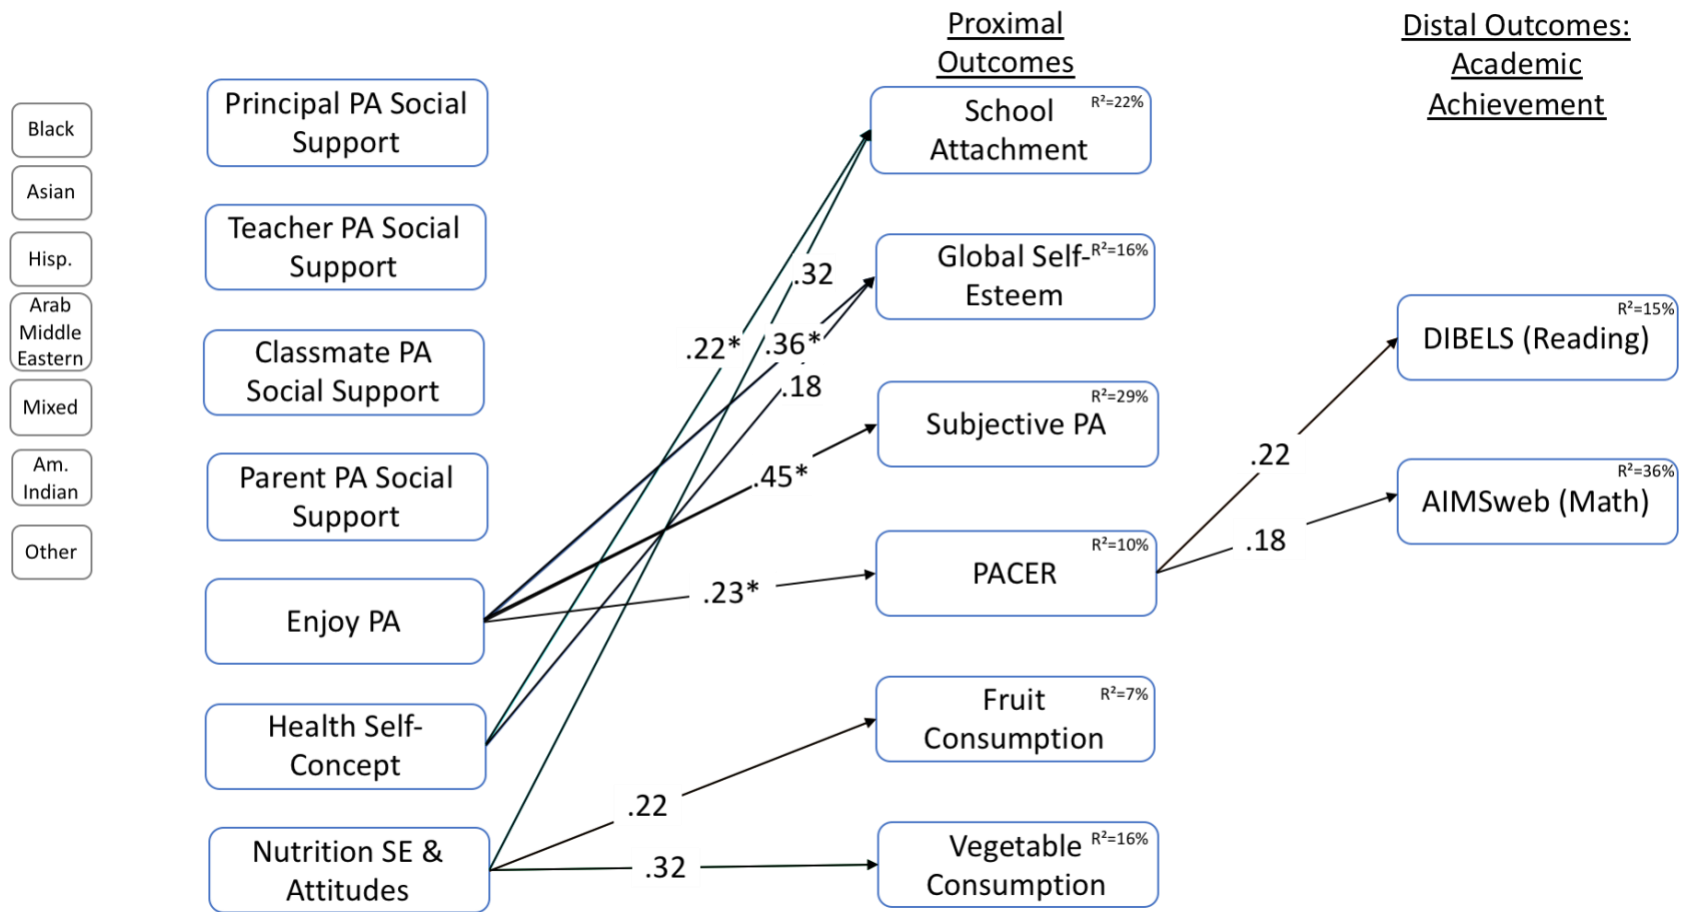 Proximal
Outcomes
Distal Outcomes:
Academic
Achievement
Black
Asian
Hisp.
Arab
Middle
Eastern
Mixed
Am.
Indian
Other
Principal PA Social
Support
Teacher PA Social
Support
Classmate PA
Social Support
Parent PA Social
Support
Enjoy PA
Health Self-
Concept
Nutrition SE &
Attitudes
.32
.22*
.36*
.18
.45*
.23*
.22
.32
School
Attachment
R²=22%
Global Self-
Esteem
R²=16%
Subjective PA
R²=29%
PACER
R²=10%
Fruit
Consumption
R²=7%
Vegetable
Consumption
R²=16%
.22
.18
DIBELS (Reading)
R²=15%
AIMSweb (Math)
R²=36%